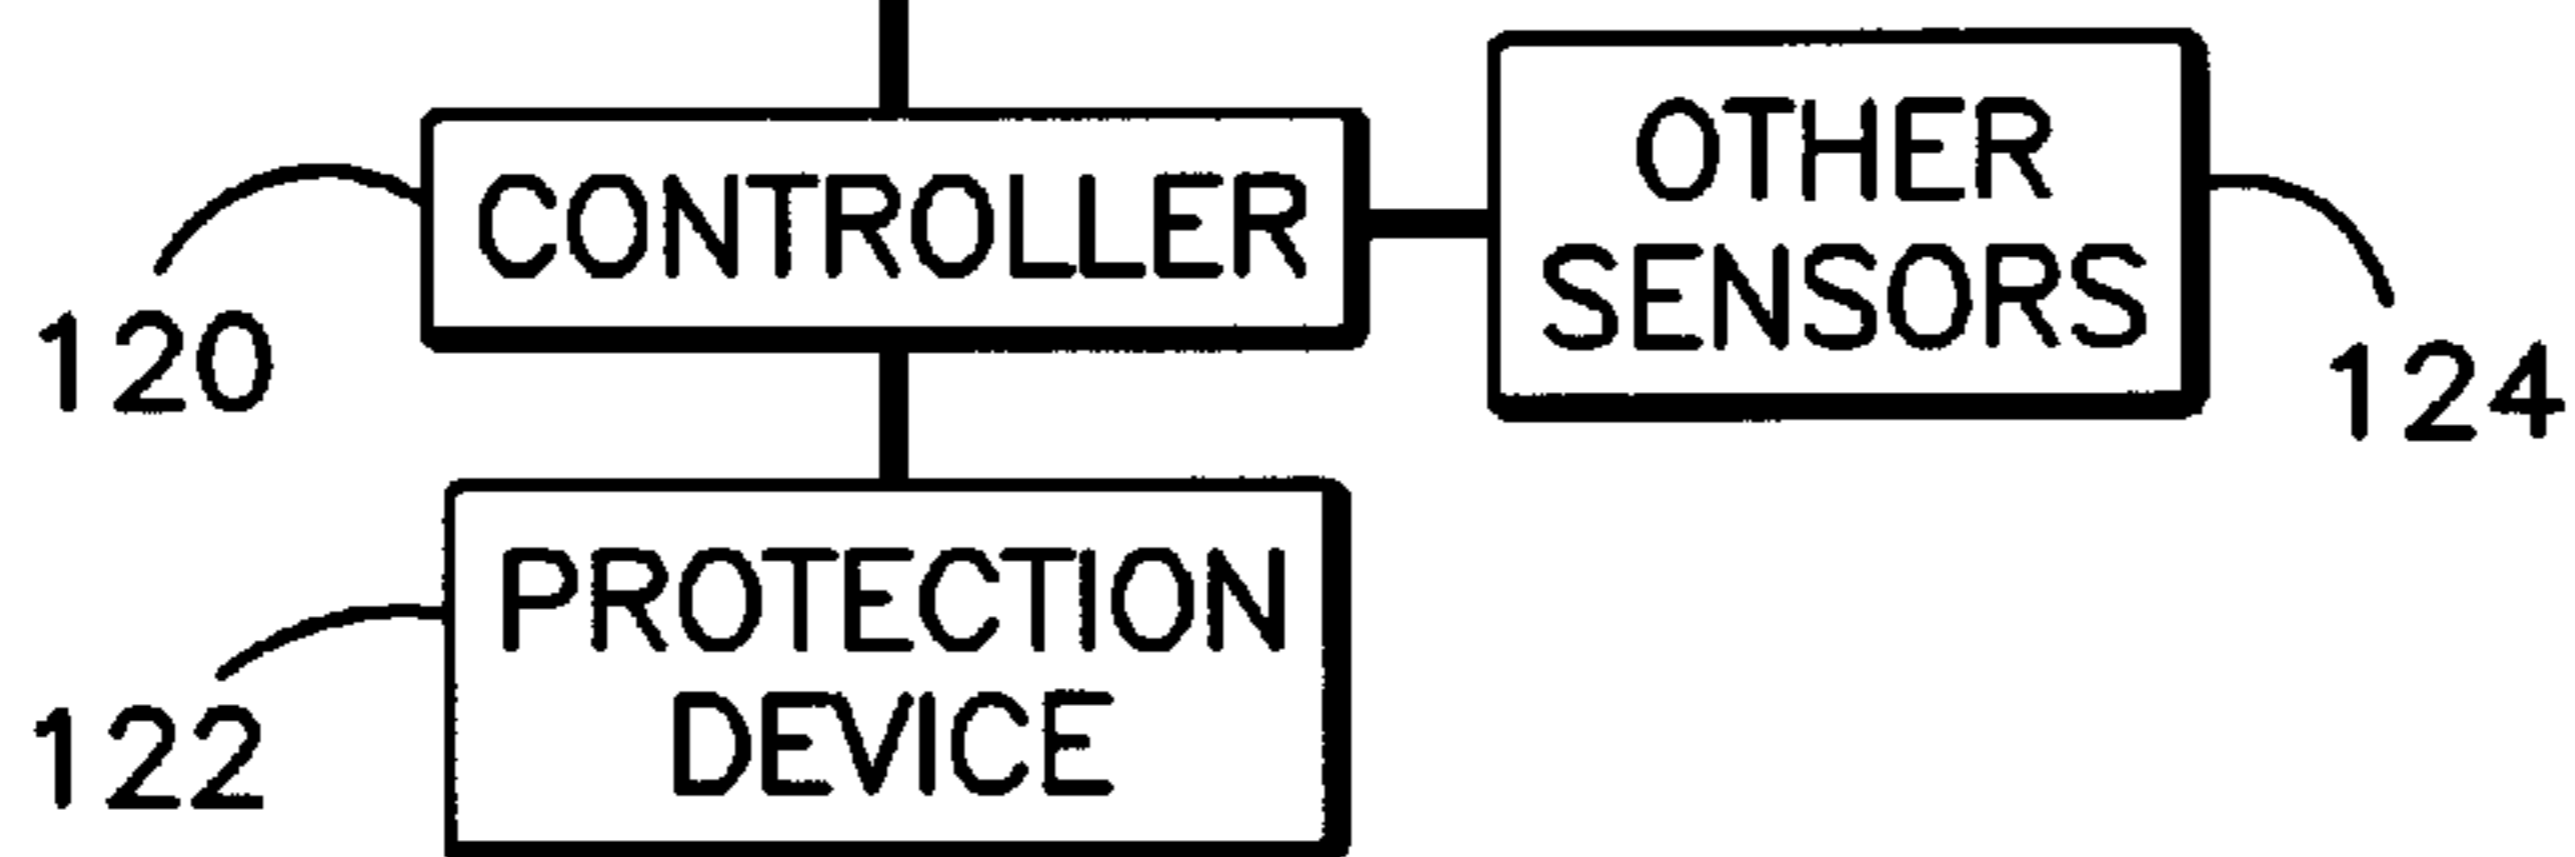 OTHER
SENSORS
CONTROLLER
120
124
PROTECTION
DEVICE
122